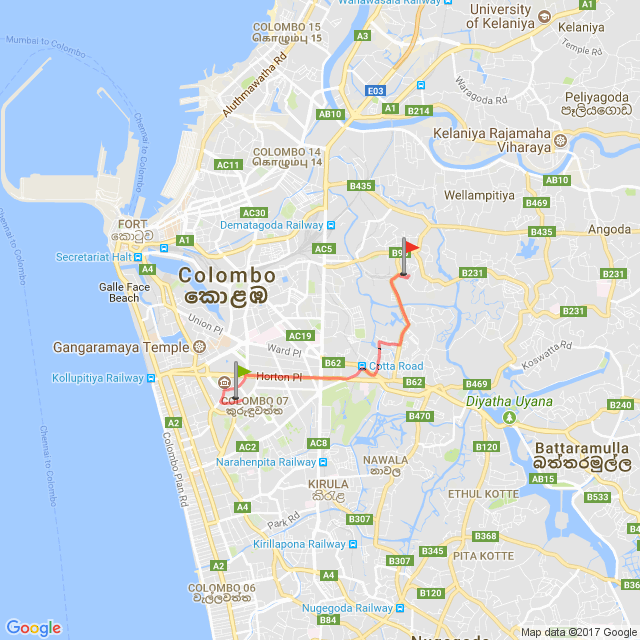 Wanawasala Railway
University
of Kelaniya
Kelaniya
COLOMBO 15
කොළඹ 15
Mumbai to Colombo
A3
Temple Rd
Aluthmawatha Rd
E03
Waragoda Rd
Peliyagoda
පෑලියගොඩ
AB10
A1
B214
Chennai to Colombo
Chennai to Colombo
Kelaniya Rajamaha
Viharaya
COLOMBO 14
කොළඹ 14
AC11
AB10
B435
Wellampitiya
B469
AC30
FORT
කොටුව
Dematagoda Railway
Angoda
A1
B435
Secretariat Halt
AC5
A4
B231
Colombo
කොළඹ
Galle Face
Beach
B231
Union Pl
AC19
Gangaramaya Temple
Ward Pl
Koswatta Rd
B62
Cotta Road
Kollupitiya Railway
Horton Pl
B62
B469
COLOMBO 07
කුරුඳුවත්ත
Diyatha Uyana
B240
A2
B470
AC2
AC8
B120
Battaramulla
බත්තරමුල්ල
Narahenpita Railway
NAWALA
නාවල
Colombo Plan Rd
KIRULA
කිරුළ
AB15
ETHUL KOTTE
B533
A4
Park Rd
B307
B368
Kirillapona Railway
B345
A2
PITA KOTTE
A4
B307
COLOMBO 06
වැල්ලවත්ත
B120
Nugegoda Railway
B84
Google
Map data ©2017 Google